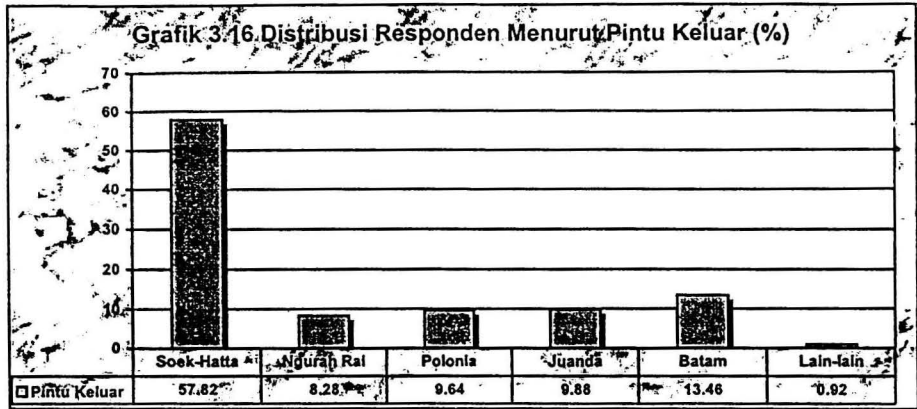 Grafik 3.16 Distribusi Responden Menurut Pintu Keluar (%)
70
60
50
40
30
20
10
0
Soek-Hatta Ngurah Rai Polonia Juanda Batam Lain-lain
Pintu Keluar 57.82 8.28 9.64 9.88 13.46 0.92